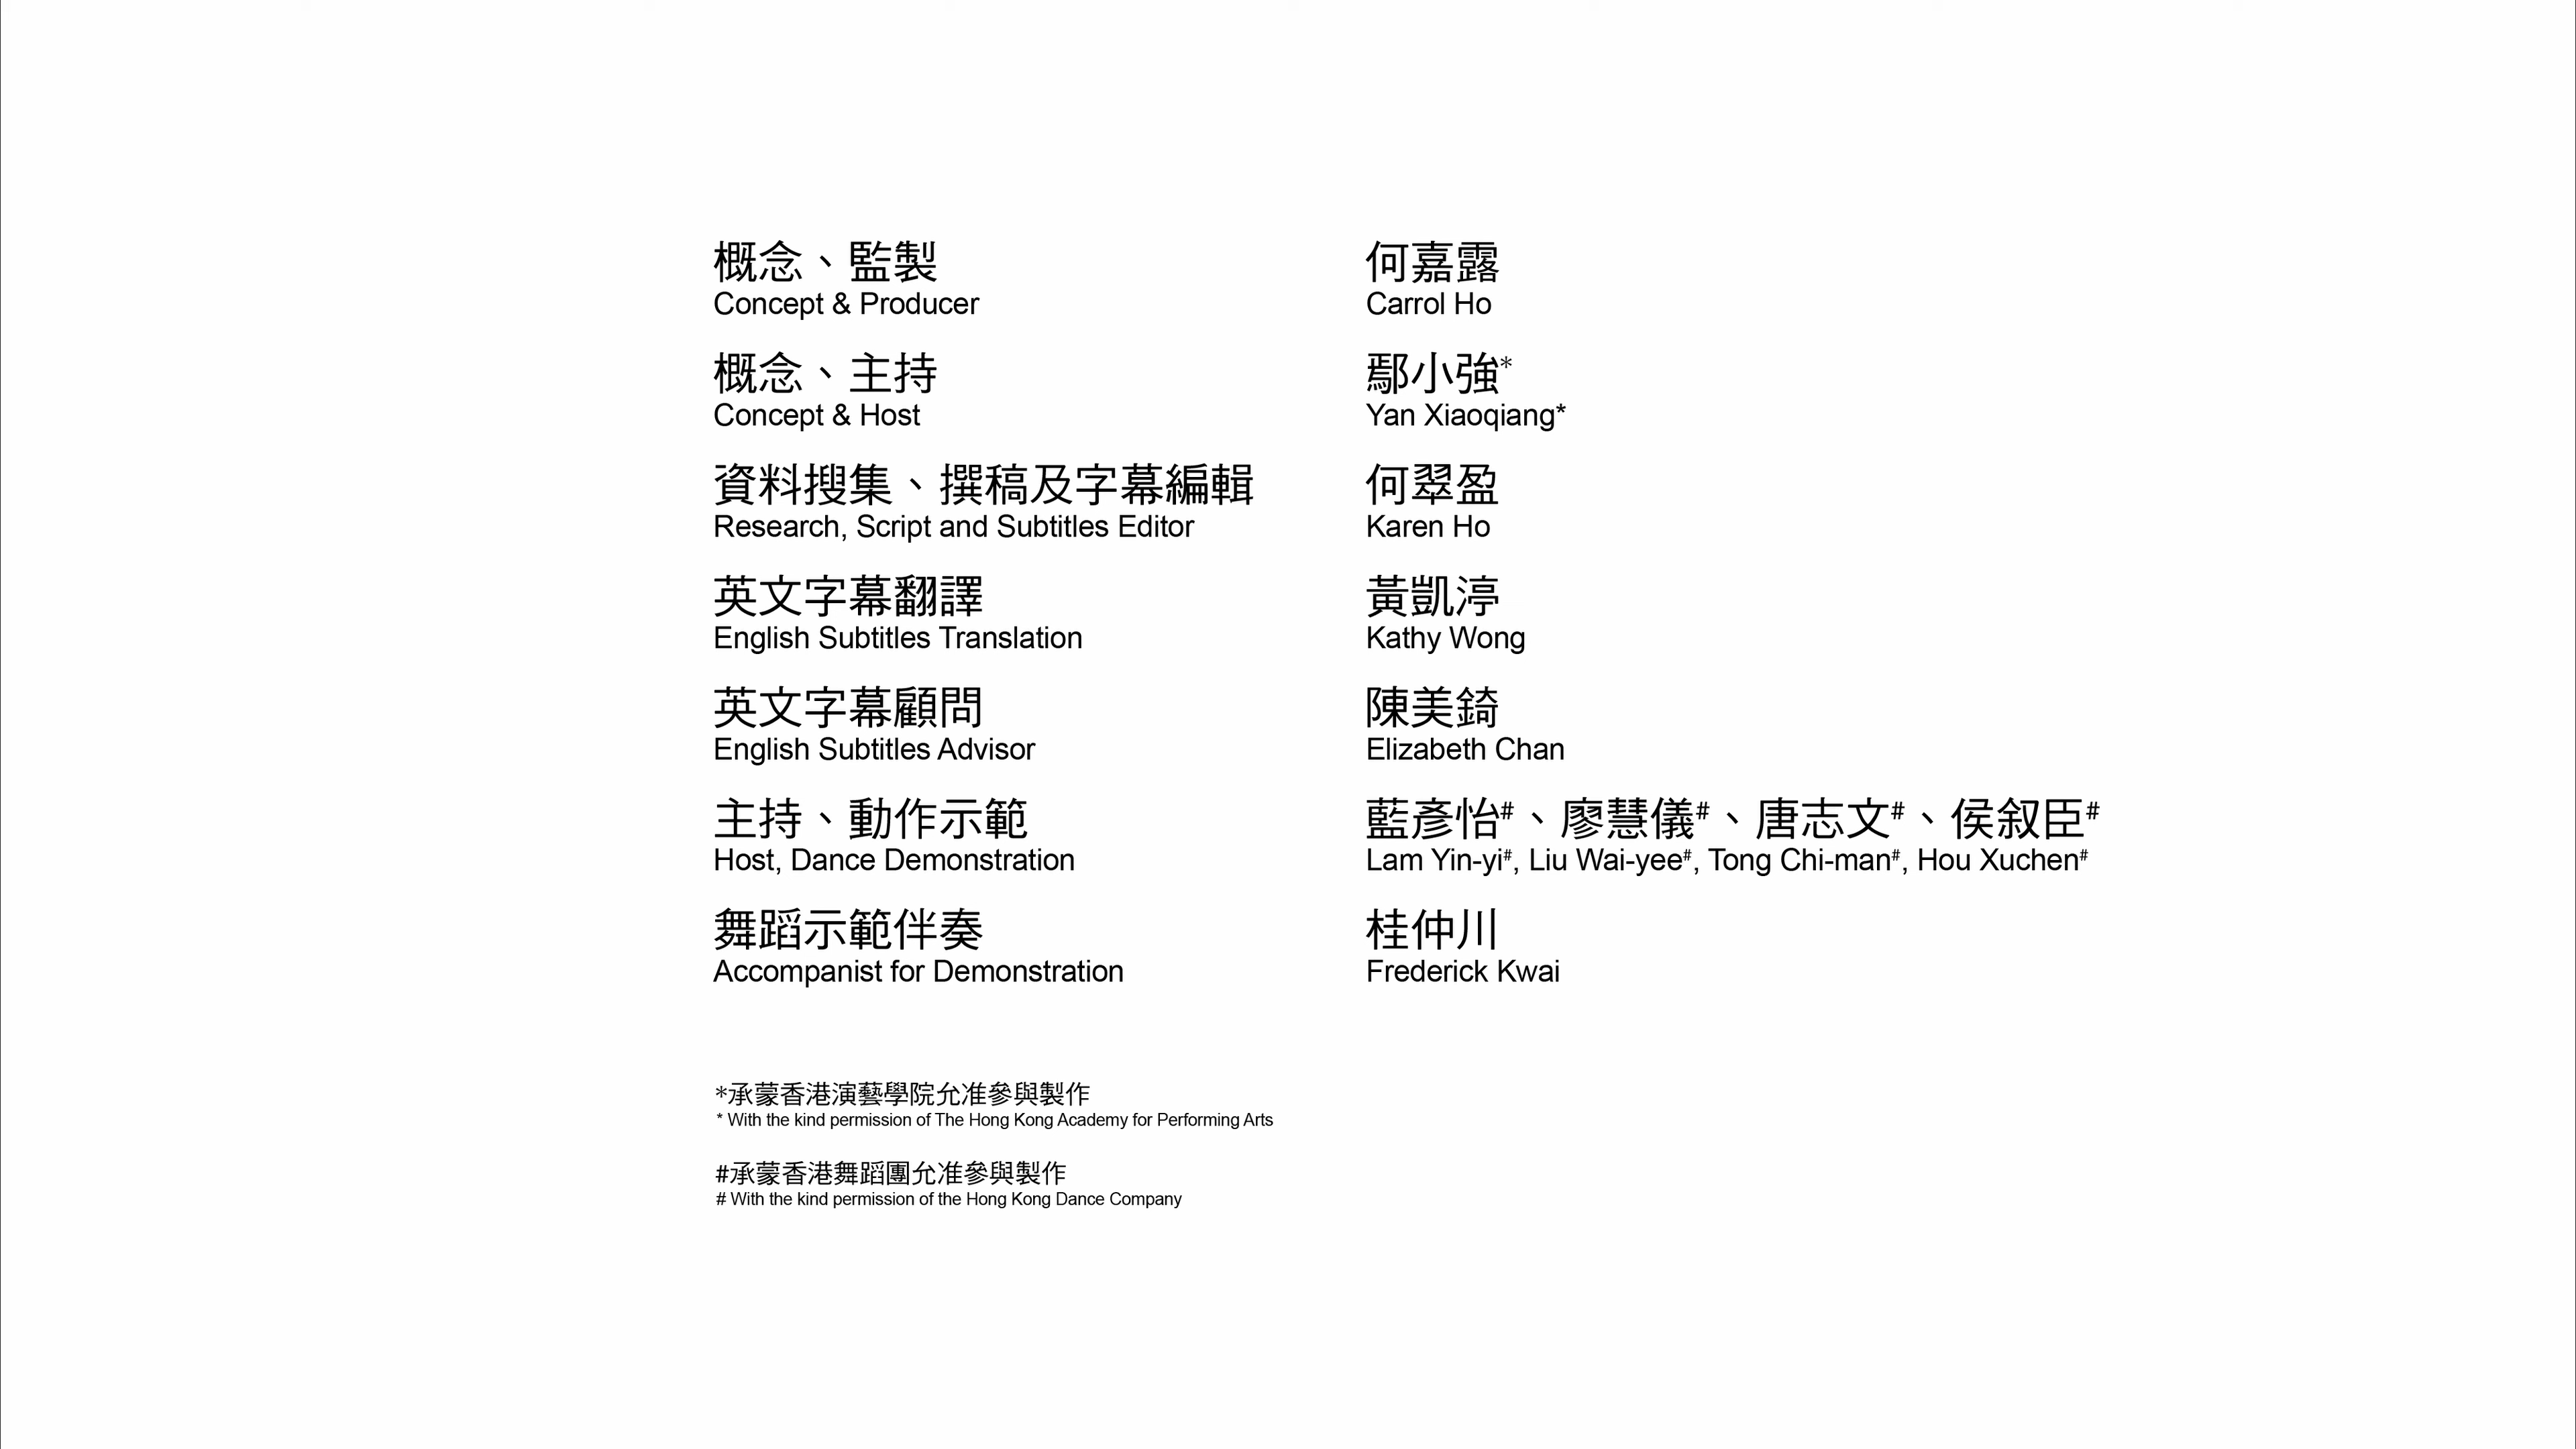 概念、監製
Concept & Producer
何嘉露
Carrol Ho
概念、主持
Concept & Host
鄢小強*
Yan Xiaoqiang*
資料搜集、撰稿及字幕編輯
Research, Script and Subtitles Editor
何翠盈
Karen Ho
英文字幕翻譯
English Subtitles Translation
黃凱渟
Kathy Wong
英文字幕顧問
English Subtitles Advisor
陳美錡
Elizabeth Chan
主持、動作示範
Host, Dance Demonstration
藍彥怡#、廖慧儀#、唐志文#、侯叙臣#
Lam Yin-yi#, Liu Wai-yee#, Tong Chi-man#, Hou Xuchen#
舞蹈示範伴奏
Accompanist for Demonstration
桂仲川
Frederick Kwai
*承蒙香港演藝學院允准參與製作
* With the kind permission of The Hong Kong Academy for Performing Arts
#承蒙香港舞蹈團允准參與製作
# With the kind permission of the Hong Kong Dance Company